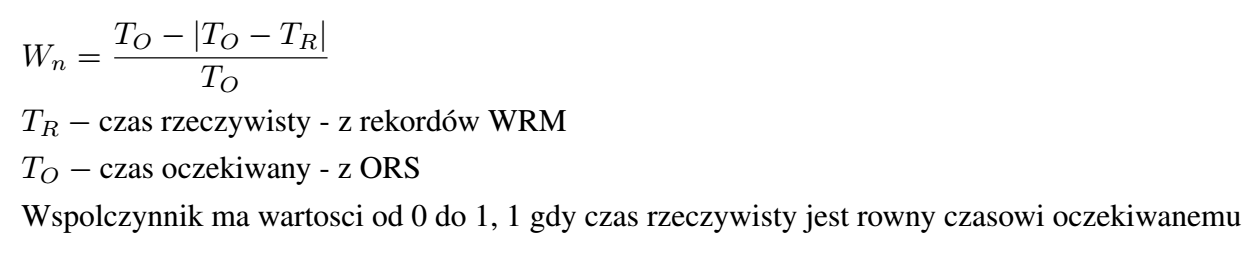 W_n = \frac{T_O - |T_O - T_R|}{T_O}
T_R – czas rzeczywisty - z rekordów WRM
T_O – czas oczekiwany - z ORS
Wspolczynnik ma wartosci od 0 do 1, 1 gdy czas rzeczywisty jest rowny czasowi oczekiwanemu